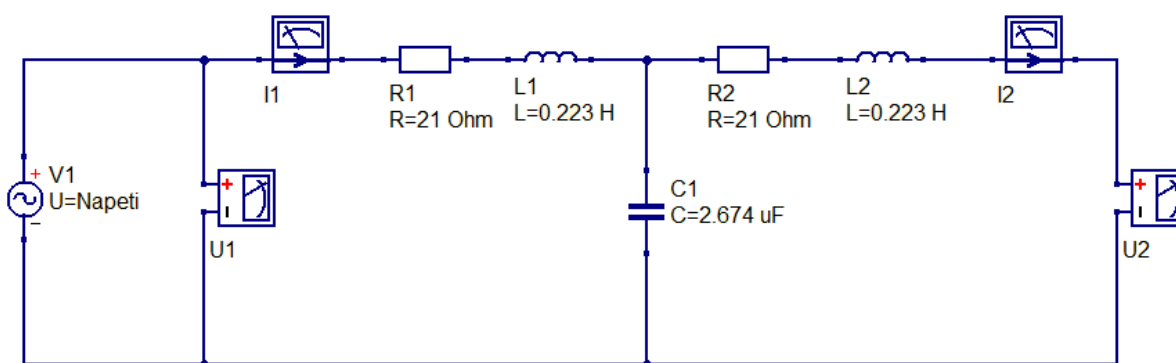 I1
R1
R=21 Ohm
L1
L=0.223 H
R2
R=21 Ohm
L2
L=0.223 H
I2
+
V1
U=Napeti
–
+
I
U1
C1
C=2.674 uF
+
I
U2